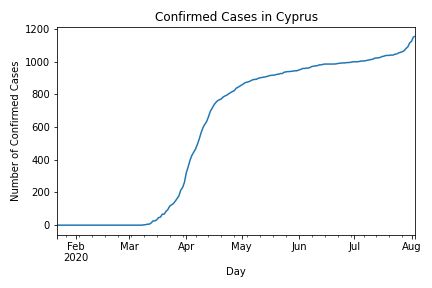 Confirmed Cases in Cyprus
1200
1000
800
600
400
200
0
Number of Confirmed Cases
Feb Mar Apr May Jun Jul Aug
2020
Day